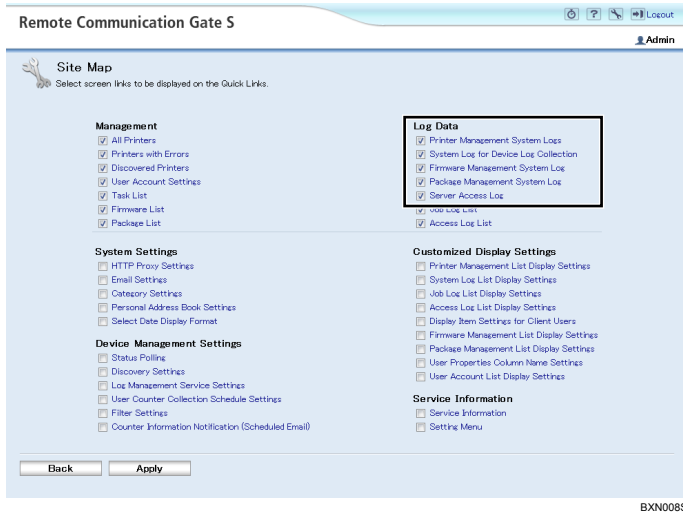 Remote Communication Gate S
Logout
Admin
Site Map
Select screen links to be displayed on the Quick Links.
Management
All Printers
Printers with Errors
Discovered Printers
User Account Settings
Task List
Firmware List
Package List
Log Data
Printer Management System Logs
System Log for Device Log Collection
Firmware Management System Log
Package Management System Log
Server Access Log
Job Log List
Access Log List
System Settings
HTTP Proxy Settings
Email Settings
Category Settings
Personal Address Book Settings
Select Date Display Format
Device Management Settings
Status Polling
Discovery Settings
Log Management Service Settings
User Counter Collection Schedule Settings
Filter Settings
Counter Information Notification (Scheduled Email)
Customized Display Settings
Printer Management List Display Settings
System Log List Display Settings
Job Log List Display Settings
Access Log List Display Settings
Display Item Settings for Client Users
Firmware Management List Display Settings
Package Management List Display Settings
User Properties Column Name Settings
User Account List Display Settings
Service Information
Service Information
Setting Menu
Back
Apply
BXN008S